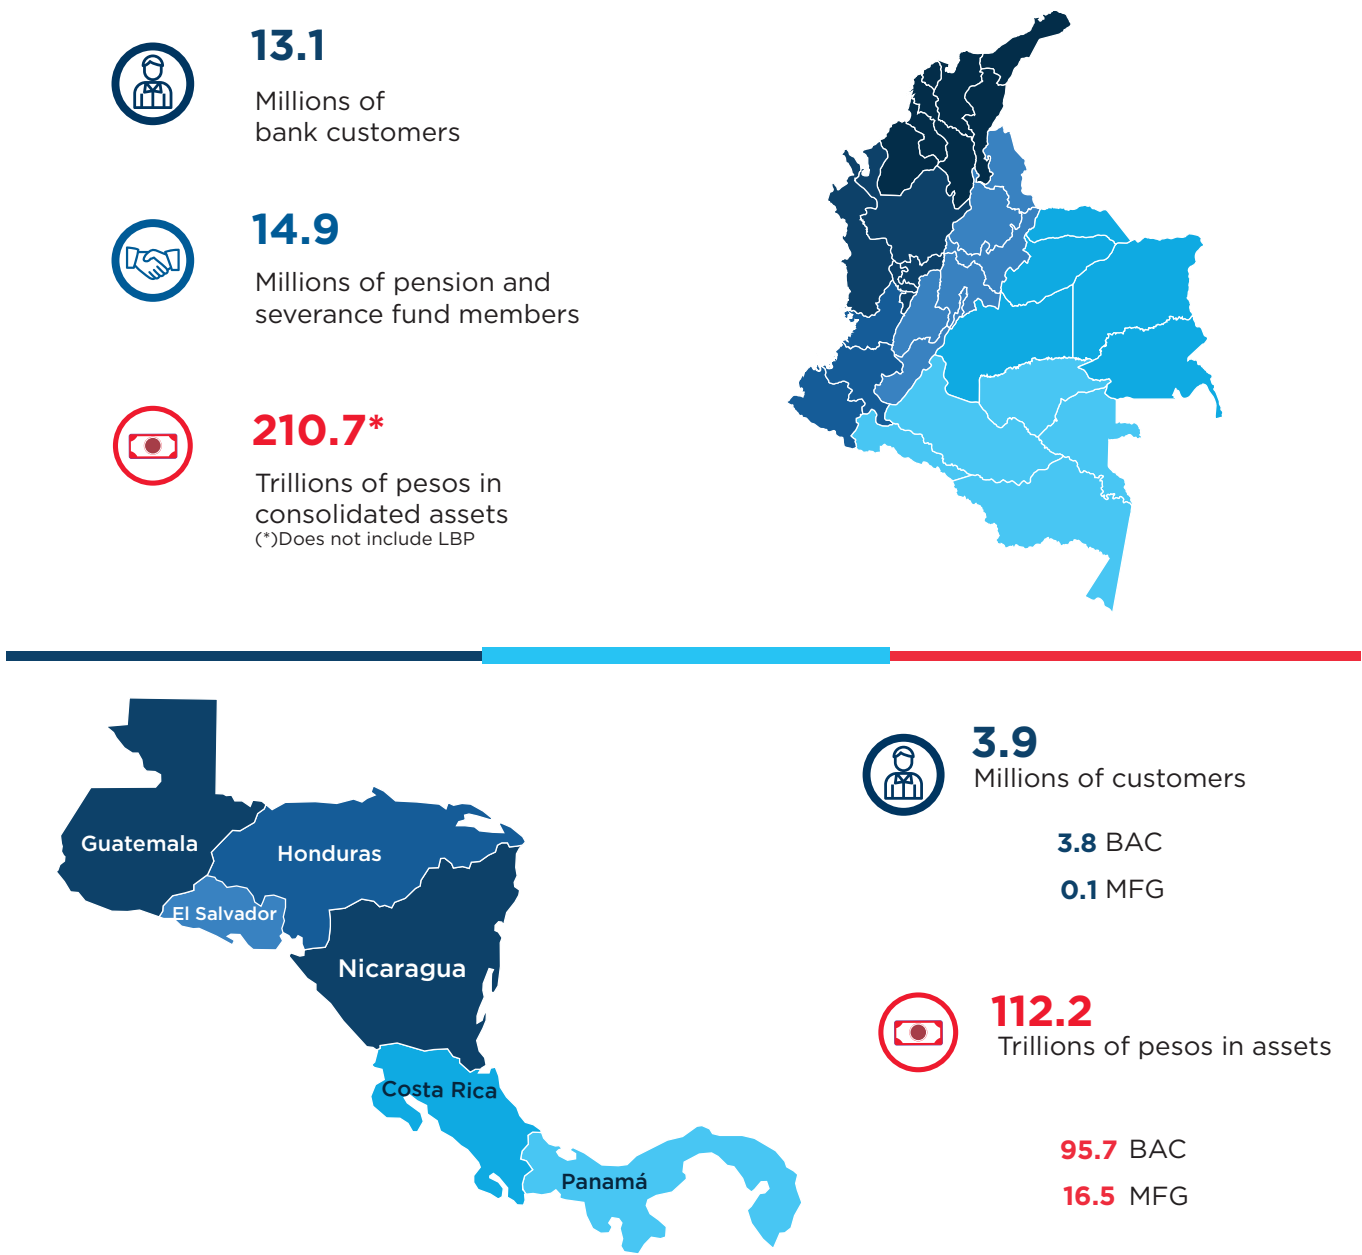 13.1
Millions of
bank customers
14.9
Millions of pension and
severance fund members
210.7*
Trillions of pesos in
consolidated assets
(*)Does not include LBP
Guatemala
Honduras
El Salvador
Nicaragua
Costa Rica
Panamá
3.9
Millions of customers
3.8 BAC
0.1 MFG
112.2
Trillions of pesos in assets
95.7 BAC
16.5 MFG